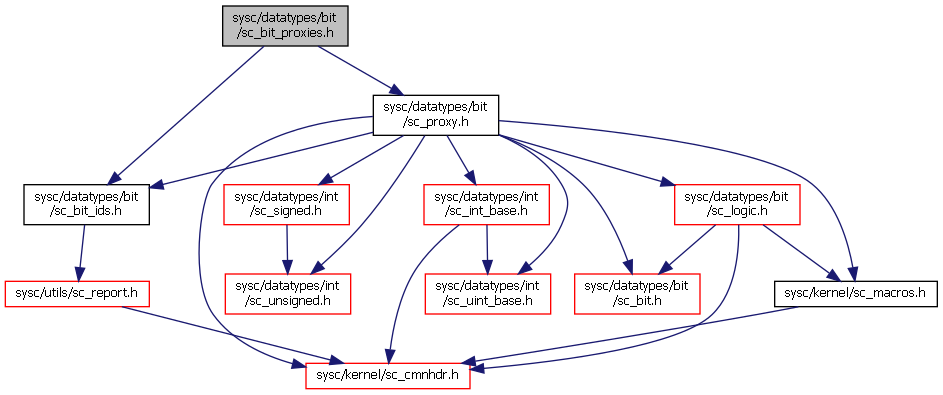 sysc/datatypes/bit
/sc_bit_proxies.h
sysc/datatypes/bit
/sc_proxy.h
sysc/datatypes/bit
/sc_bit_ids.h
sysc/datatypes/int
/sc_signed.h
sysc/datatypes/int
/sc_int_base.h
sysc/datatypes/bit
/sc_logic.h
sysc/utils/sc_report.h
sysc/datatypes/int
/sc_unsigned.h
sysc/datatypes/int
/sc_uint_base.h
sysc/datatypes/bit
/sc_bit.h
sysc/kernel/sc_macros.h
sysc/kernel/sc_cmnhdr.h